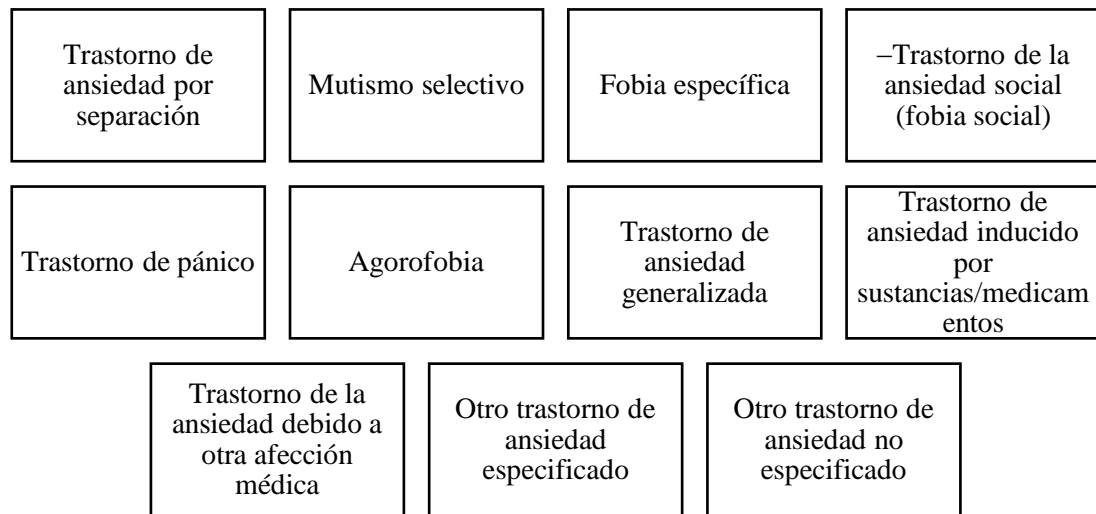 Trastorno de
ansiedad por
separación
Mutismo selectivo
Fobia específica
–Trastorno de la
ansiedad social
(fobia social)
Trastorno de pánico
Agorofobia
Trastorno de
ansiedad
generalizada
Trastorno de
ansiedad inducido
por
sustancias/medicam
entos
Trastorno de la
ansiedad debido a
otra afección
médica
Otro trastorno de
ansiedad
especificado
Otro trastorno de
ansiedad no
especificado